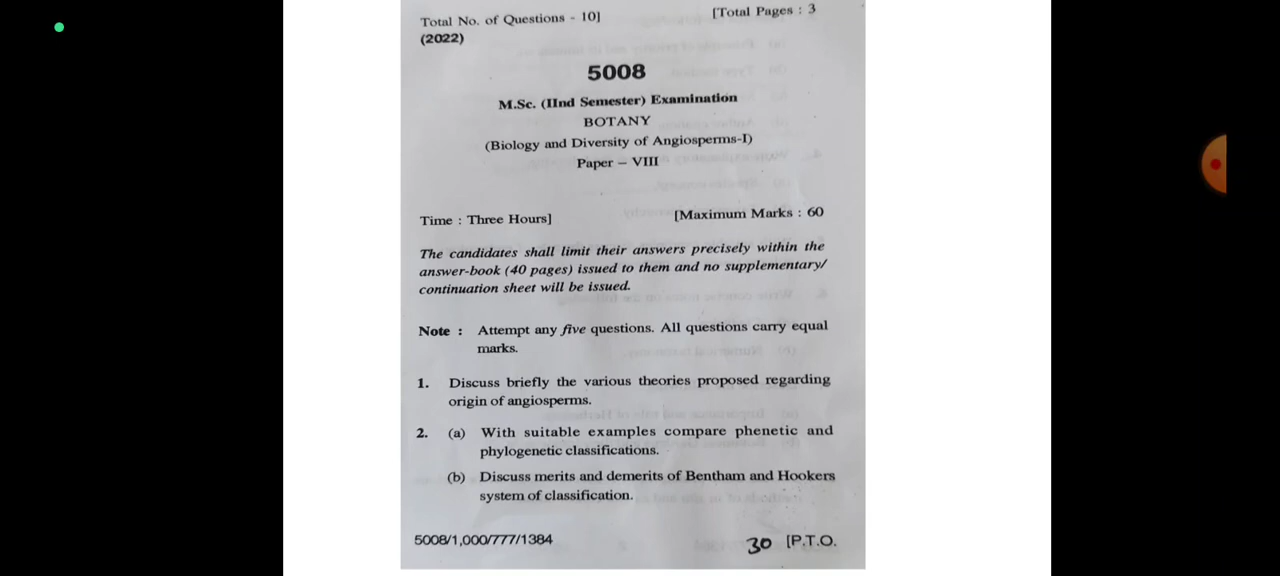 Total No. of Questions - 10]
[Total Pages : 3
(2022)
5008
M.Sc. (IInd Semester) Examination
BOTANY
(Biology and Diversity of Angiosperms-I)
Paper – VIII
Time : Three Hours]
[Maximum Marks : 60
The candidates shall limit their answers precisely within the
answer-book (40 pages) issued to them and no supplementary/
continuation sheet will be issued.
Note : Attempt any five questions. All questions carry equal
marks.
1. Discuss briefly the various theories proposed regarding
origin of angiosperms.
2. (a) With suitable examples compare phenetic and
phylogenetic classifications.
(b) Discuss merits and demerits of Bentham and Hookers
system of classification.
5008/1,000/777/1384
30 [P.T.O.